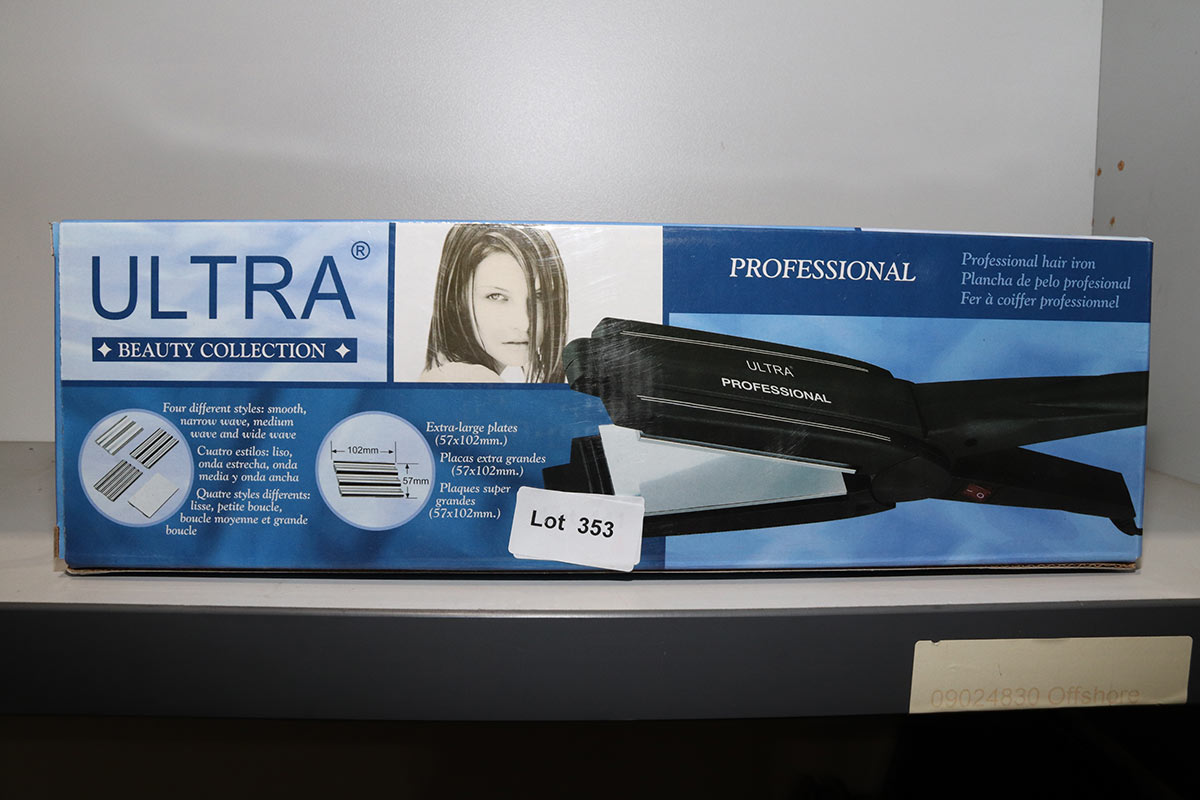 ULTRA®
✦ BEAUTY COLLECTION ✦
Four different styles: smooth,
narrow wave, medium
wave and wide wave
Cuatro estilos: liso,
onda estrecha, onda
media y onda ancha
Quatre styles differents:
lisse, petite boucle,
boucle moyenne et grande
boucle
102mm
57mm
Extra-large plates
(57x102mm.)
Placas extra grandes
(57x102mm.)
Plaques super
grandes
(57x102mm.)
Lot 353
PROFESSIONAL
Professional hair iron
Plancha de pelo profesional
Fer à coiffer professionnel
ULTRA®
PROFESSIONAL
I O
09024830 Offshore